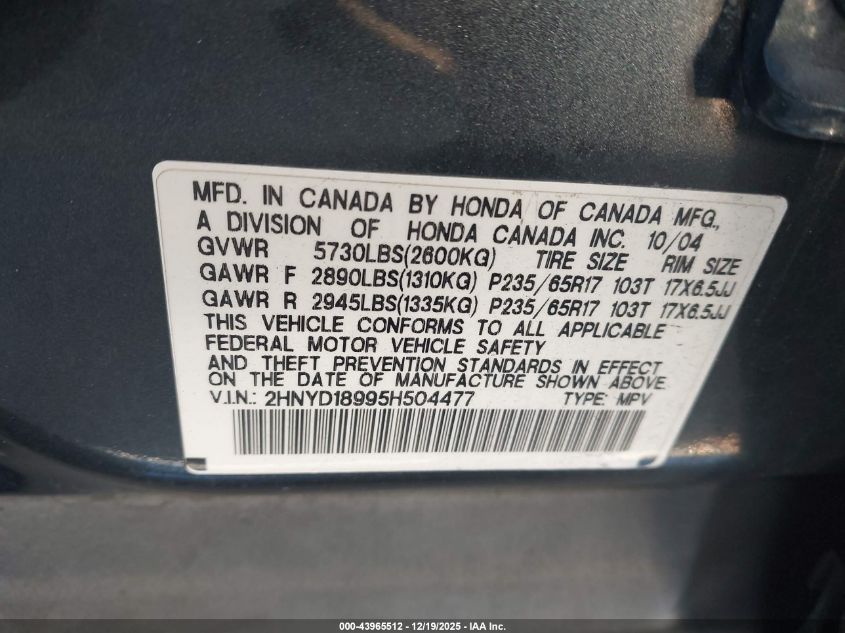 MFD. IN CANADA BY HONDA OF CANADA MFG.,
A DIVISION OF HONDA CANADA INC. 10/04
GVWR 5730LBS(2600KG) TIRE SIZE RIM SIZE
GAWR F 2890LBS(1310KG) P235/65R17 103T 17X6.5JJ
GAWR R 2945LBS(1335KG) P235/65R17 103T 17X6.5JJ
THIS VEHICLE CONFORMS TO ALL APPLICABLE
FEDERAL MOTOR VEHICLE SAFETY
AND THEFT PREVENTION STANDARDS IN EFFECT
ON THE DATE OF MANUFACTURE SHOWN ABOVE.
V.I.N.: 2HNYD18995H504477 TYPE: MPV
000-43965512 - 12/19/2025 - IAA Inc.